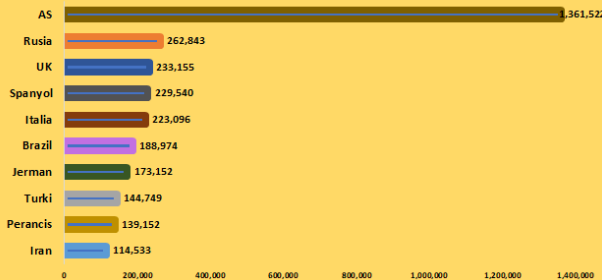 AS 1,361,522
Rusia 262,843
UK 233,155
Spanyol 229,540
Italia 223,096
Brazil 188,974
Jerman 173,152
Turki 144,749
Perancis 139,152
Iran 114,533
0 200,000 400,000 600,000 800,000 1,000,000 1,200,000 1,400,000